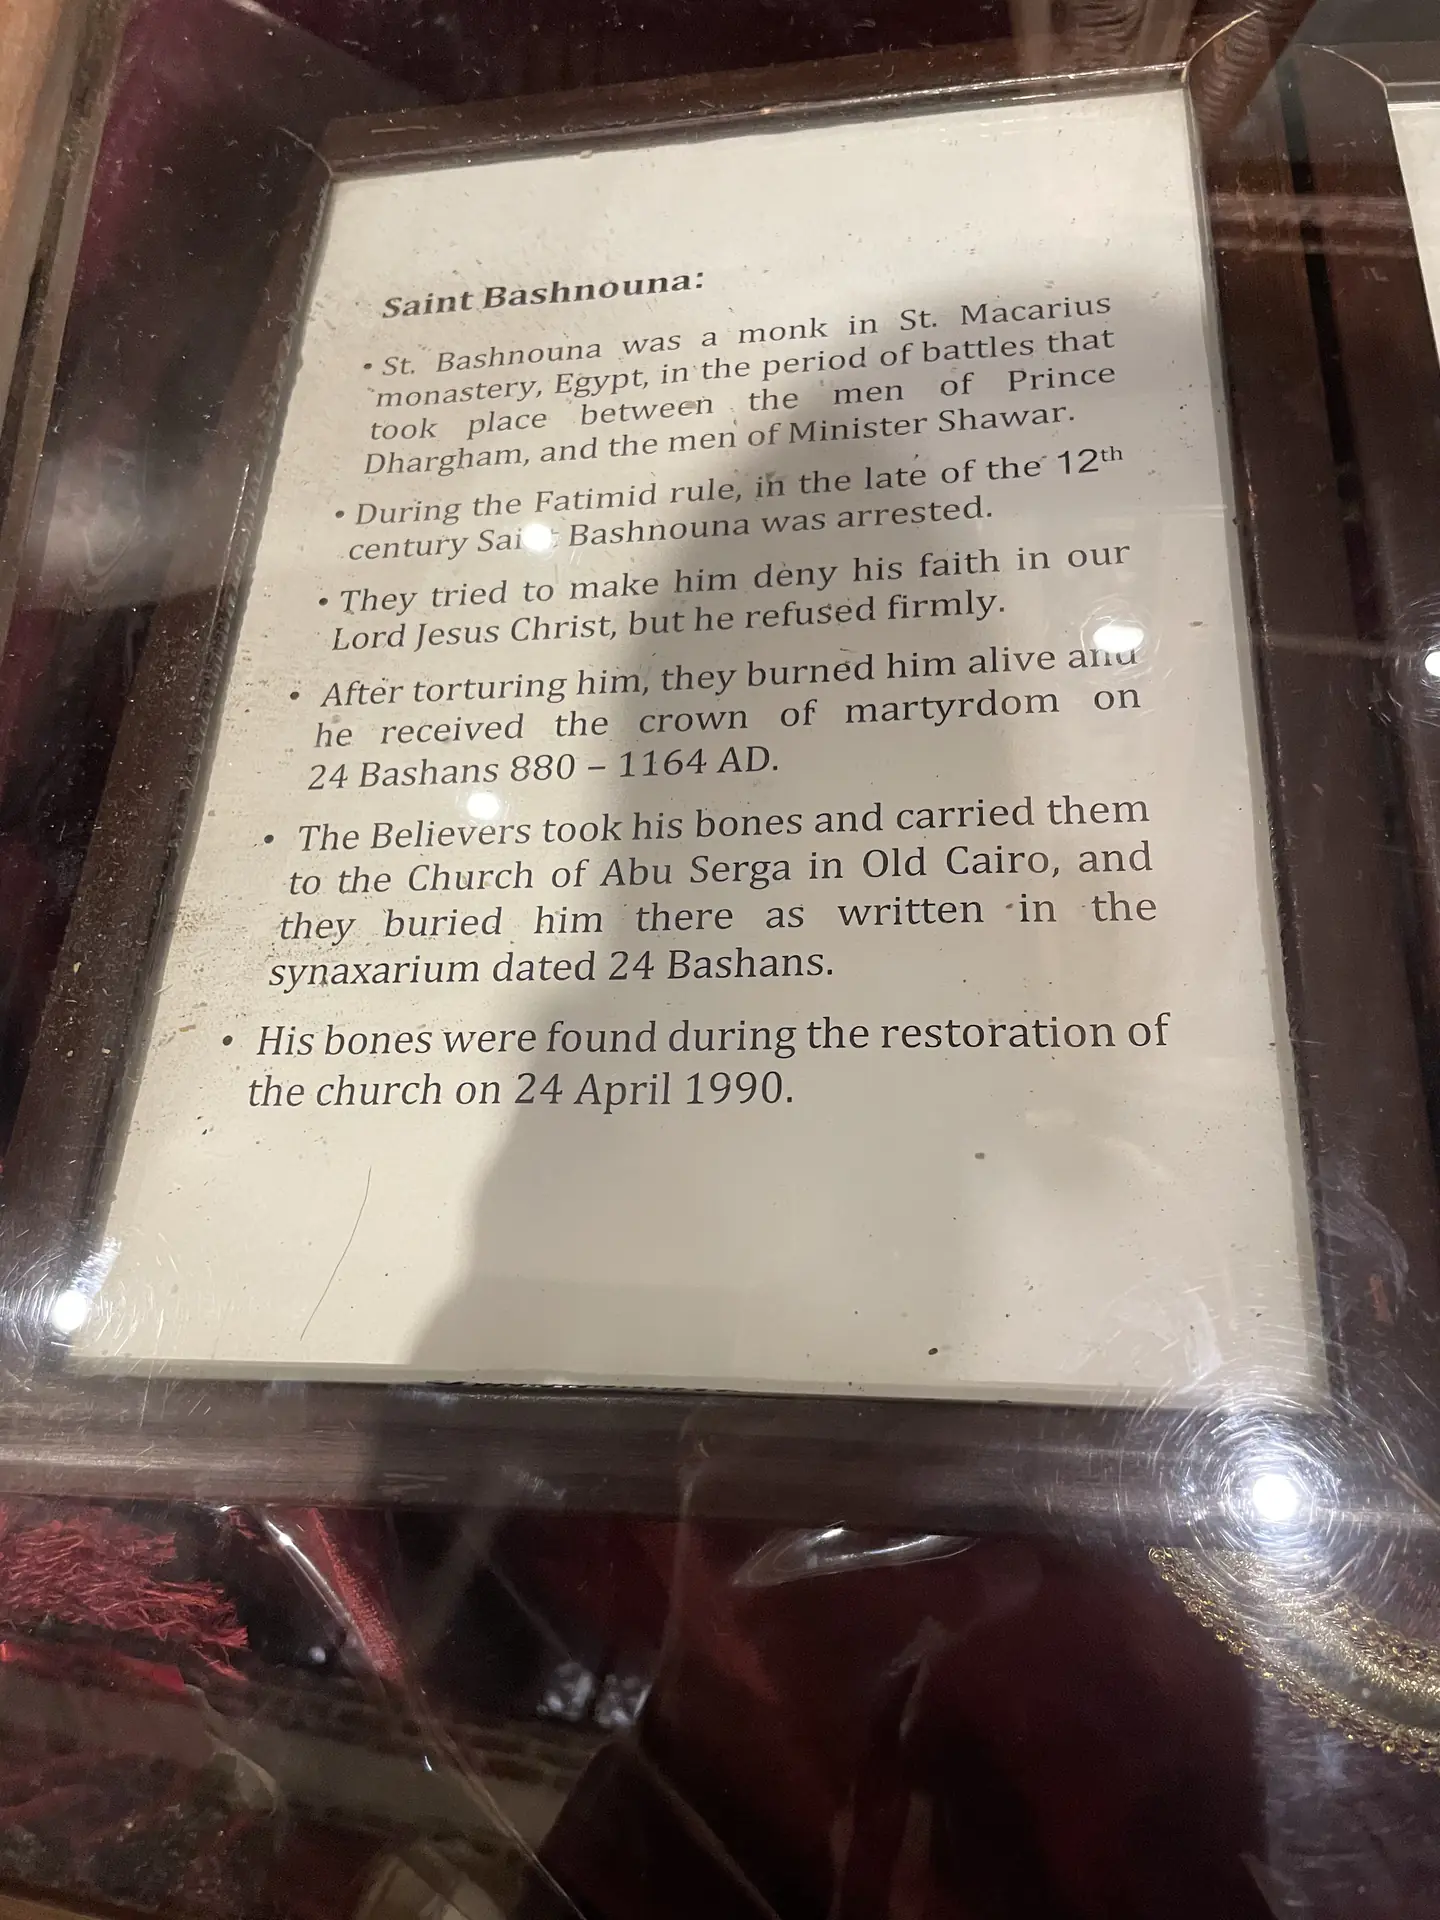 Saint Bashnouna:
• St. Bashnouna was a monk in St. Macarius
monastery, Egypt, in the period of battles that
took place between the men of Prince
Dhargham, and the men of Minister Shawar.
• During the Fatimid rule, in the late of the 12th
century Saint Bashnouna was arrested.
• They tried to make him deny his faith in our
Lord Jesus Christ, but he refused firmly.
• After torturing him, they burned him alive and
he received the crown of martyrdom on
24 Bashans 880 – 1164 AD.
• The Believers took his bones and carried them
to the Church of Abu Serga in Old Cairo, and
they buried him there as written in the
synaxarium dated 24 Bashans.
• His bones were found during the restoration of
the church on 24 April 1990.